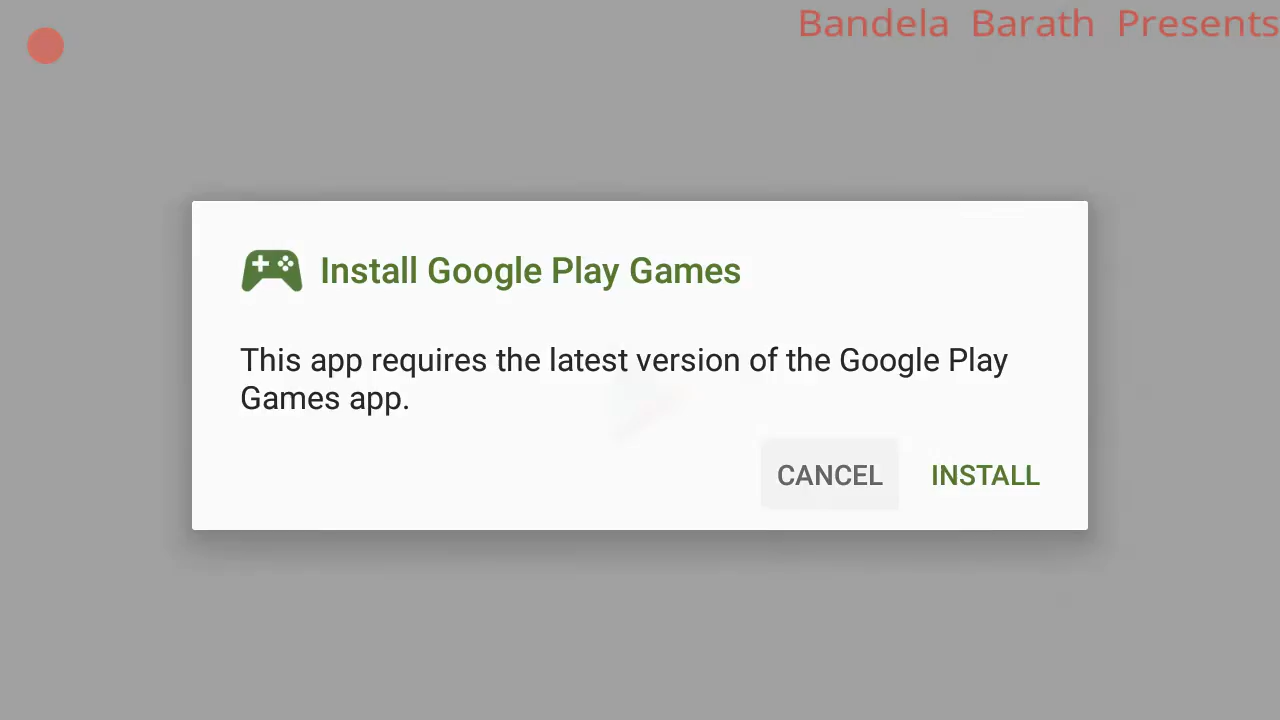 Bandela Barath Presents
Install Google Play Games
This app requires the latest version of the Google Play
Games app.
CANCEL INSTALL